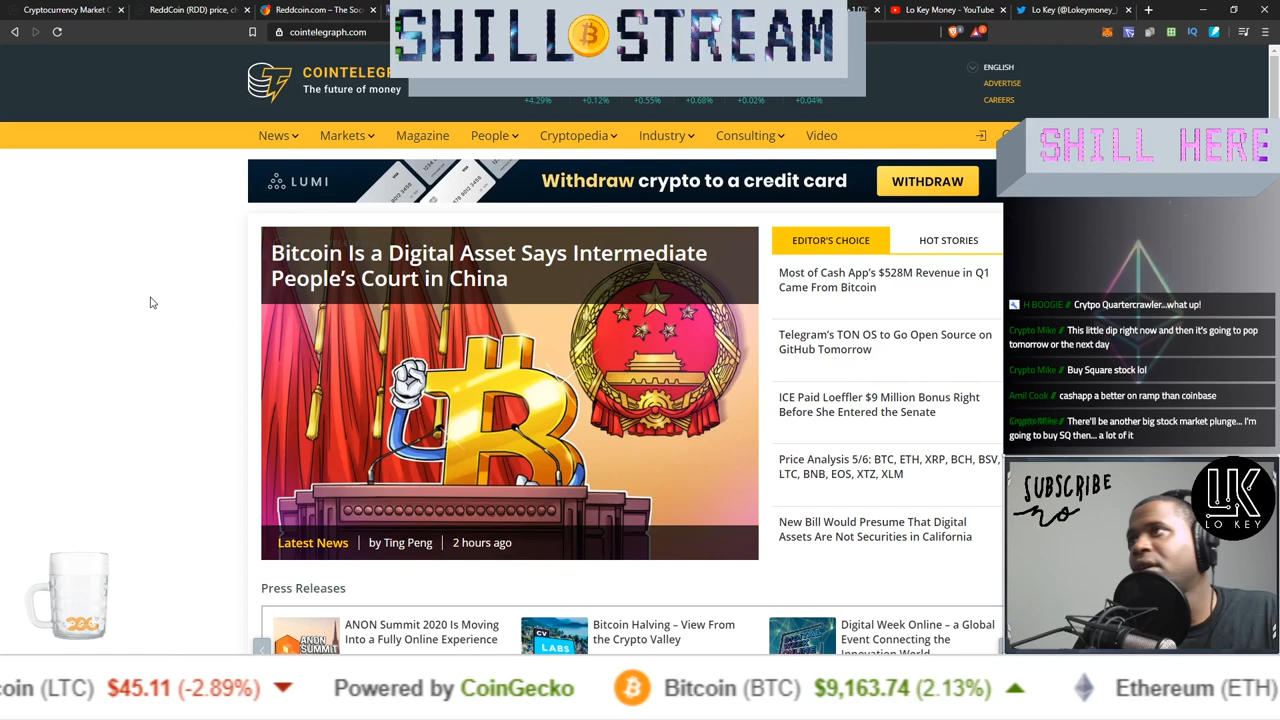 Cryptocurrency Market C
ReddCoin (RDD) price, ch
Reddcoin.com – The Soc
Lo Key Money - YouTube
Lo Key (@Lokeymoney_
SHILL STREAM
cointelegraph.com
COINTELEGR
The future of money
+4.29%
+0.12%
+0.55%
+0.68%
+0.02%
+0.04%
ENGLISH
ADVERTISE
CAREERS
News
Markets
Magazine
People
Cryptopedia
Industry
Consulting
Video
SHILL HERE
LUMI
Withdraw crypto to a credit card
WITHDRAW
Bitcoin Is a Digital Asset Says Intermediate
People's Court in China
Latest News
by Ting Peng
2 hours ago
EDITOR'S CHOICE
HOT STORIES
Most of Cash App's $528M Revenue in Q1
Came From Bitcoin
Telegram's TON OS to Go Open Source on
GitHub Tomorrow
ICE Paid Loeffler $9 Million Bonus Right
Before She Entered the Senate
Price Analysis 5/6: BTC, ETH, XRP, BCH, BSV,
LTC, BNB, EOS, XTZ, XLM
New Bill Would Presume That Digital
Assets Are Not Securities in California
H BOOGIE // Crytpo Quartercrawler...what up!
Crypto Mike // This little dip right now and then it's going to pop
tomorrow or the next day
Crypto Mike // Buy Square stock lol
Amil Cook // cashapp a better on ramp than coinbase
Crypto Mike // There'll be another big stock market plunge... I'm
going to buy SQ then... a lot of it
SUBSCRIBE
no
LK
LO KEY
Press Releases
ANON Summit 2020 Is Moving
Into a Fully Online Experience
ANON
SUMMIT
CV
LABS
Bitcoin Halving – View From
the Crypto Valley
Digital Week Online – a Global
Event Connecting the
Innovation World
coin (LTC) $45.11 (-2.89%)
Powered by CoinGecko
Bitcoin (BTC) $9,163.74 (2.13%)
Ethereum (ETH)